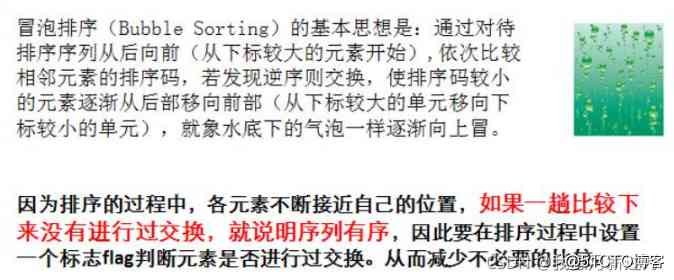 冒泡排序（Bubble Sorting）的基本思想是：通过对待
排序序列从后向前（从下标较大的元素开始）,依次比较
相邻元素的排序码，若发现逆序则交换，使排序码较小
的元素逐渐从后部移向前部（从下标较大的单元移向下
标较小的单元），就象水底下的气泡一样逐渐向上冒。
因为排序的过程中，各元素不断接近自己的位置，如果一趟比较下
来没有进行过交换，就说明序列有序，因此要在排序过程中设置
一个标志flag判断元素是否进行过交换。从而减少不必要的比较。
@51CTO博客